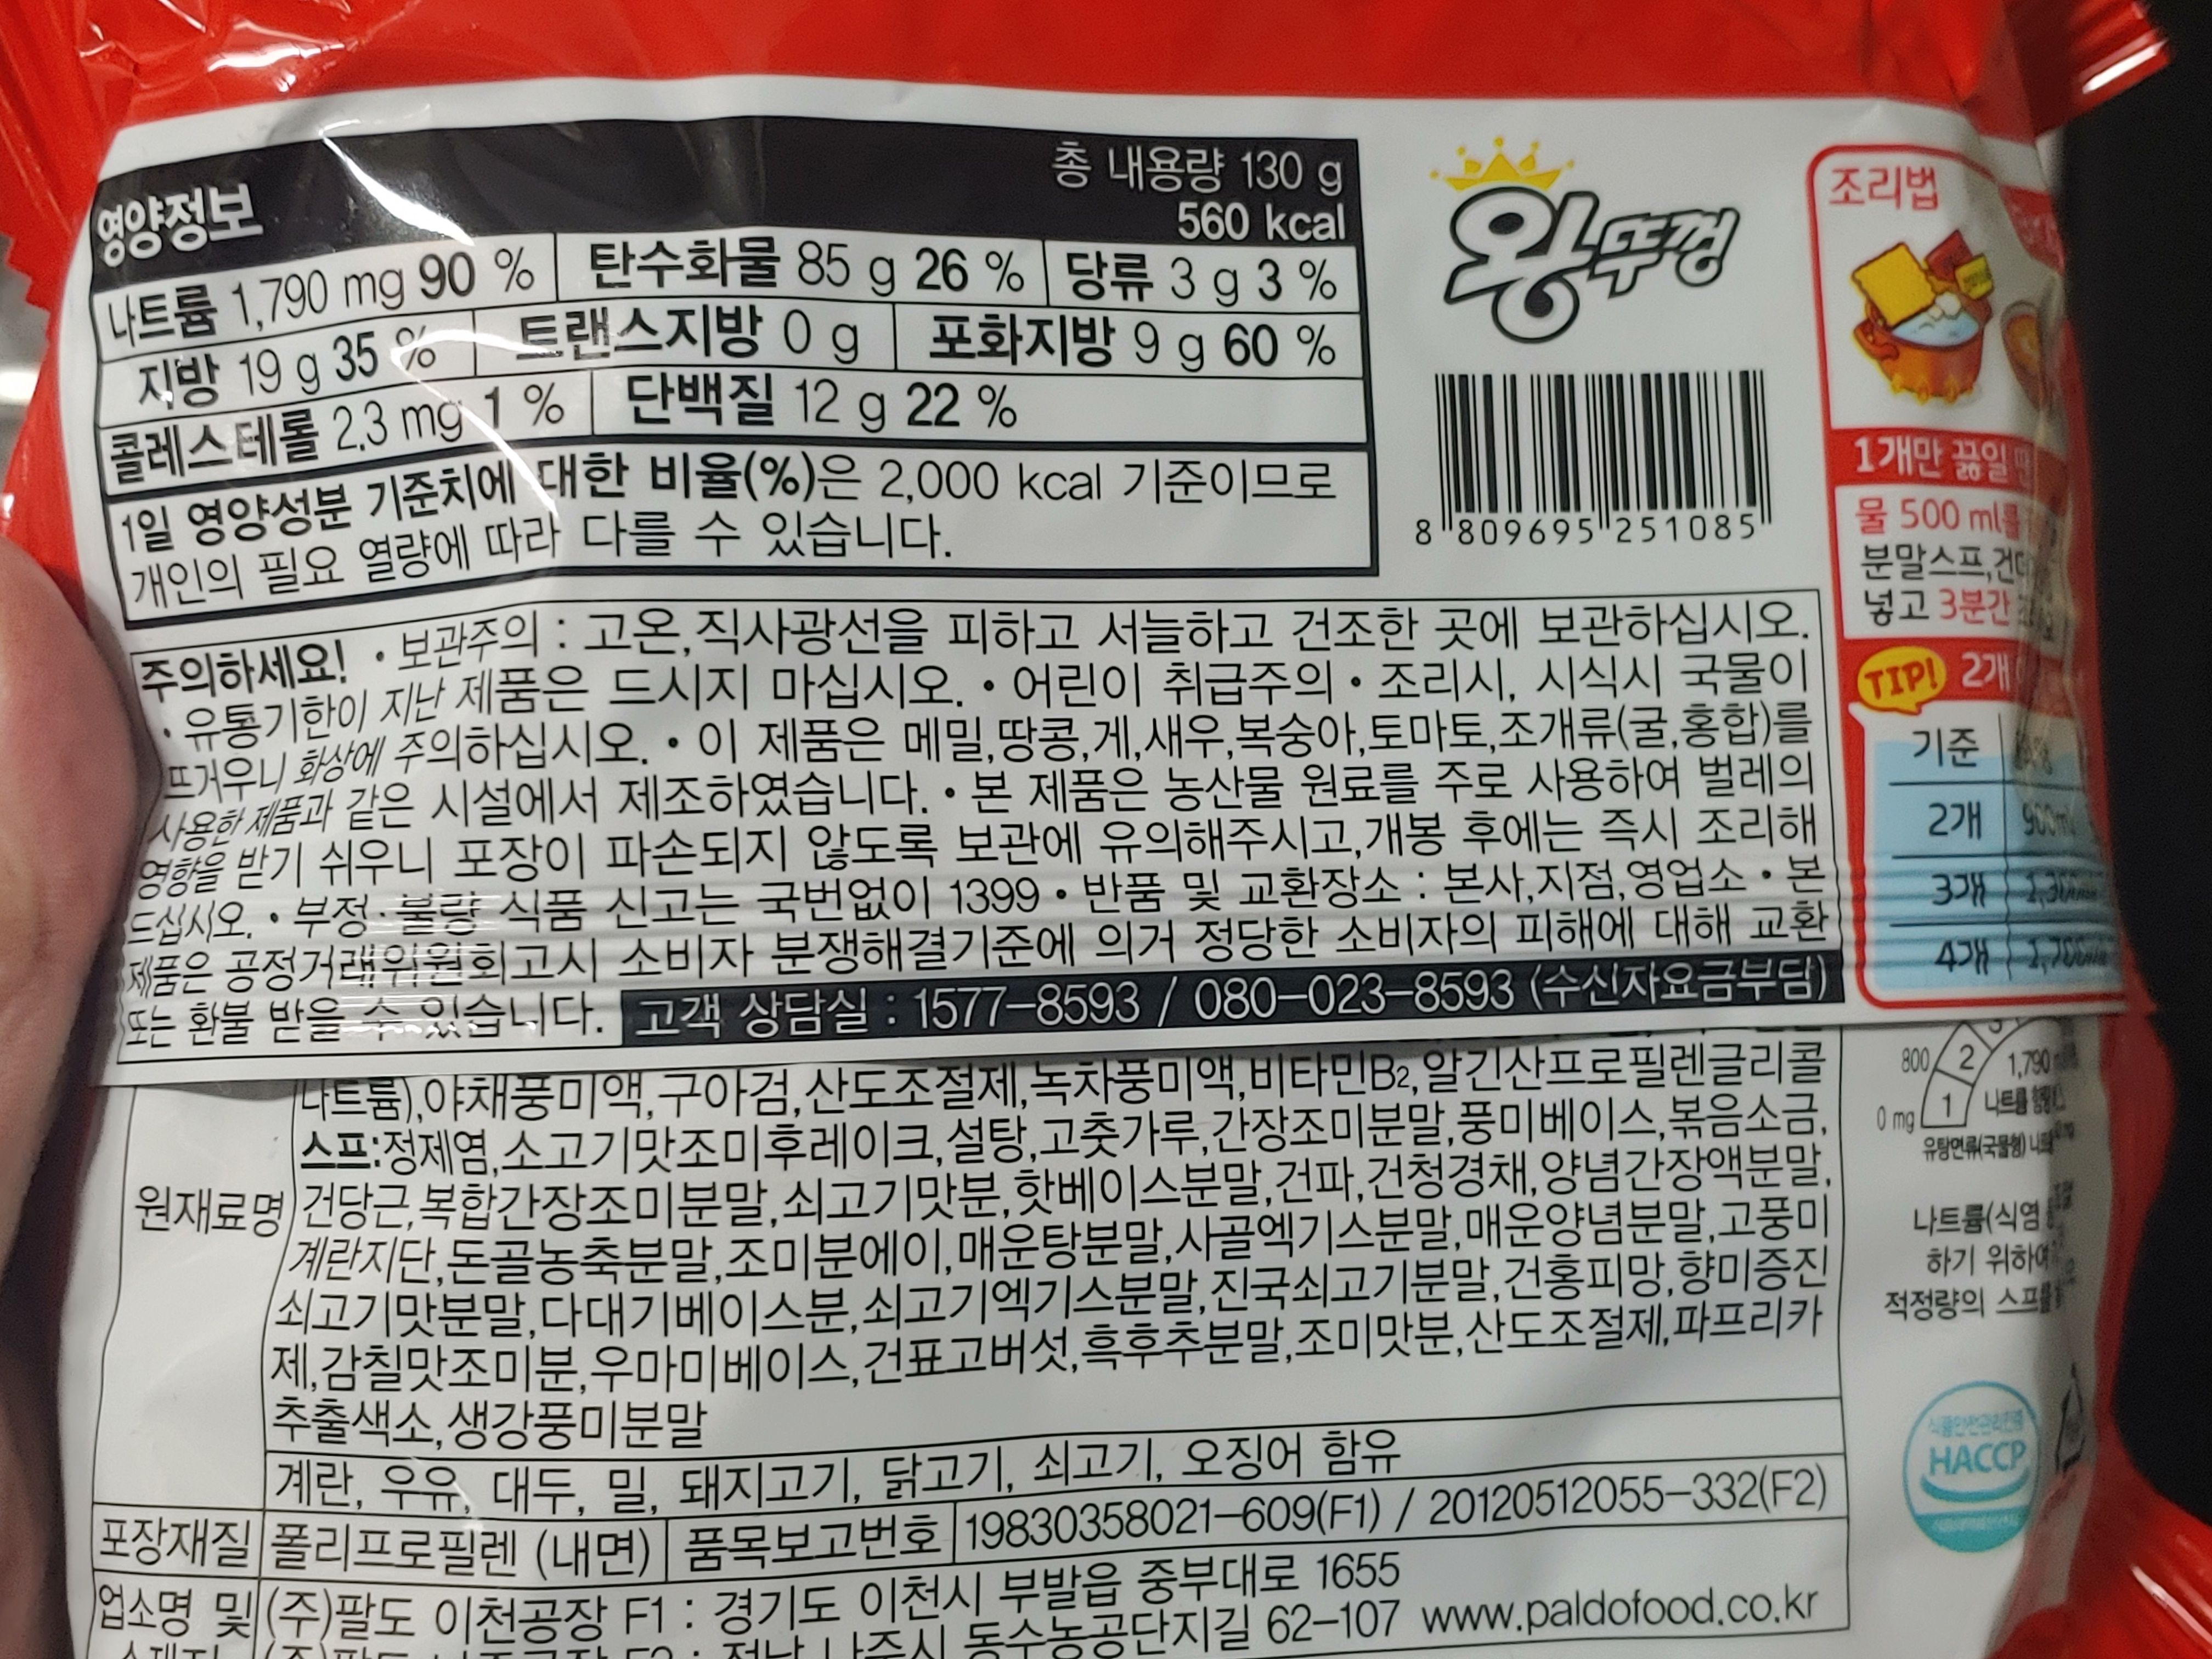 영양정보
총 내용량 130 g
560 kcal
나트륨 1,790 mg 90 % 탄수화물 85 g 26 % 당류 3 g 3 %
지방 19 g 35 % 트랜스지방 0 g 포화지방 9 g 60 %
콜레스테롤 2.3 mg 1 % 단백질 12 g 22 %
1일 영양성분 기준치에 대한 비율(%)은 2,000 kcal 기준이므로
개인의 필요 열량에 따라 다를 수 있습니다.
왕뚜껑
8 809695 251085
주의하세요! • 보관주의 : 고온,직사광선을 피하고 서늘하고 건조한 곳에 보관하십시오.
• 유통기한이 지난 제품은 드시지 마십시오. • 어린이 취급주의 • 조리시, 시식시 국물이
뜨거우니 화상에 주의하십시오. • 이 제품은 메밀,땅콩,게,새우,복숭아,토마토,조개류(굴,홍합)를
사용한 제품과 같은 시설에서 제조하였습니다. • 본 제품은 농산물 원료를 주로 사용하여 벌레의
영향을 받기 쉬우니 포장이 파손되지 않도록 보관에 유의해주시고,개봉 후에는 즉시 조리해
드십시오. • 부정·불량 식품 신고는 국번없이 1399 • 반품 및 교환장소 : 본사,지점,영업소 • 본
제품은 공정거래위원회고시 소비자 분쟁해결기준에 의거 정당한 소비자의 피해에 대해 교환
또는 환불 받을 수 있습니다. 고객 상담실 : 1577-8593 / 080-023-8593 (수신자요금부담)
조리법
1개만 끓일
물 500 ml를
분말스프,건더
넣고 3분간
TIP! 2개
기준
2개 900ml
3개
4개
원재료명
나트륨),야채풍미액,구아검,산도조절제,녹차풍미액,비타민B2,알긴산프로필렌글리콜
스프:정제염,소고기맛조미후레이크,설탕,고춧가루,간장조미분말,풍미베이스,볶음소금,
건당근,복합간장조미분말,쇠고기맛분,핫베이스분말,건파,건청경채,양념간장액분말,
계란지단,돈골농축분말,조미분에이,매운탕분말,사골엑기스분말,매운양념분말,고풍미
쇠고기맛분말,다대기베이스분,쇠고기엑기스분말,진국쇠고기분말,건홍피망,향미증진
제,감칠맛조미분,우마미베이스,건표고버섯,흑후추분말,조미맛분,산도조절제,파프리카
추출색소,생강풍미분말
계란, 우유, 대두, 밀, 돼지고기, 닭고기, 쇠고기, 오징어 함유
포장재질 폴리프로필렌 (내면) 품목보고번호 19830358021-609(F1) / 20120512055-332(F2)
업소명 및 (주)팔도 이천공장 F1 : 경기도 이천시 부발읍 중부대로 1655
나주시 동수농공단지길 62-107 www.paldofood.co.kr
800 2 1,790
0 mg 1 나트륨
유탕면류(국물형)
나트륨(식염
하기 위하여
적정량의 스프를
HACCP